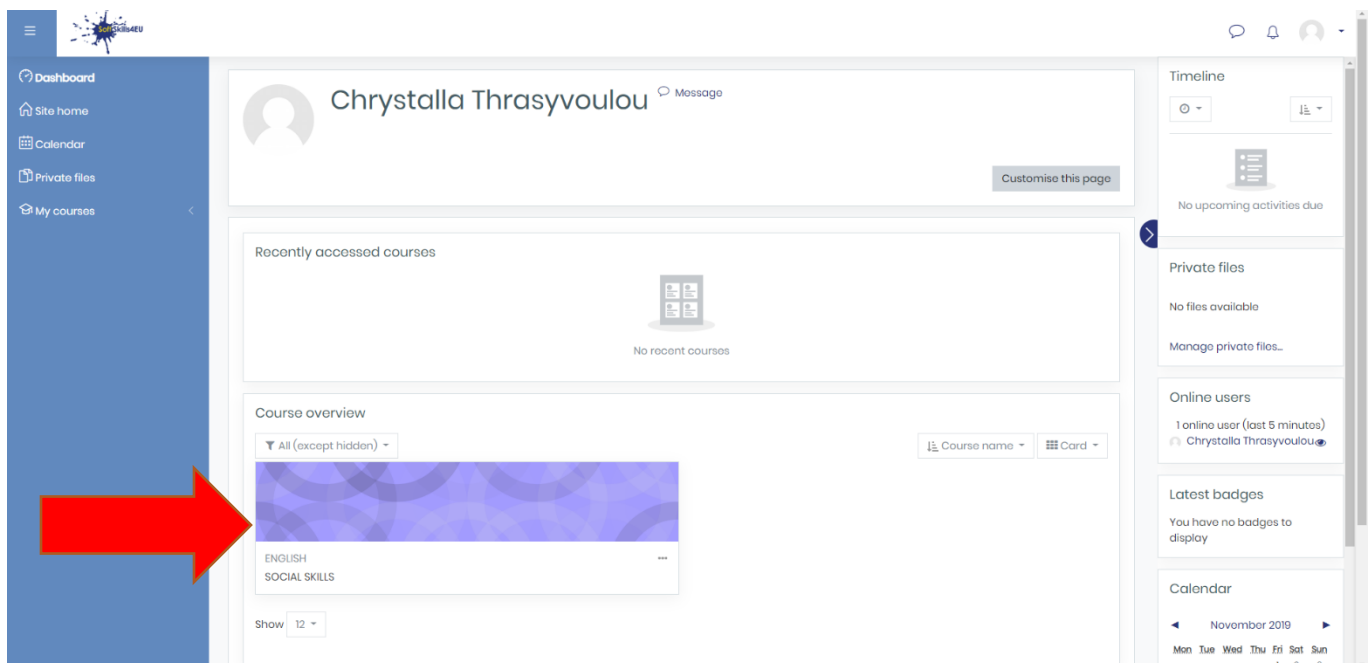 SoftSkills4EU
Dashboard
Site home
Calendar
Private files
My courses
Chrystalla Thrasyvoulou Message
Customise this page
Recently accessed courses
No recent courses
Course overview
All (except hidden)
Course name Card
ENGLISH
SOCIAL SKILLS
Show 12
Timeline
No upcoming activities due
Private files
No files available
Manage private files...
Online users
1 online user (last 5 minutes)
Chrystalla Thrasyvoulou
Latest badges
You have no badges to
display
Calendar
◄ November 2019 ►
Mon Tue Wed Thu Fri Sat Sun